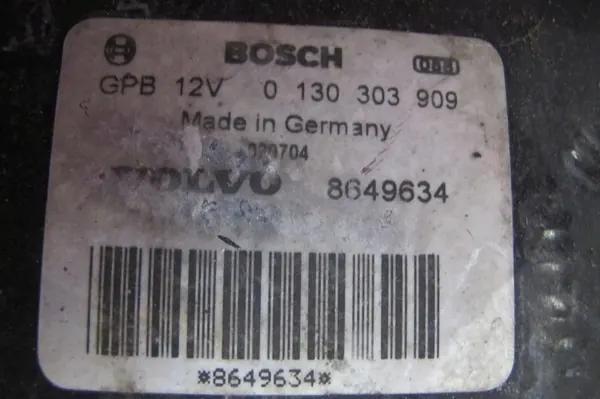 BOSCH
GPB 12V 0 130 303 909
Made in Germany
VOLVO 8649634
*8649634*